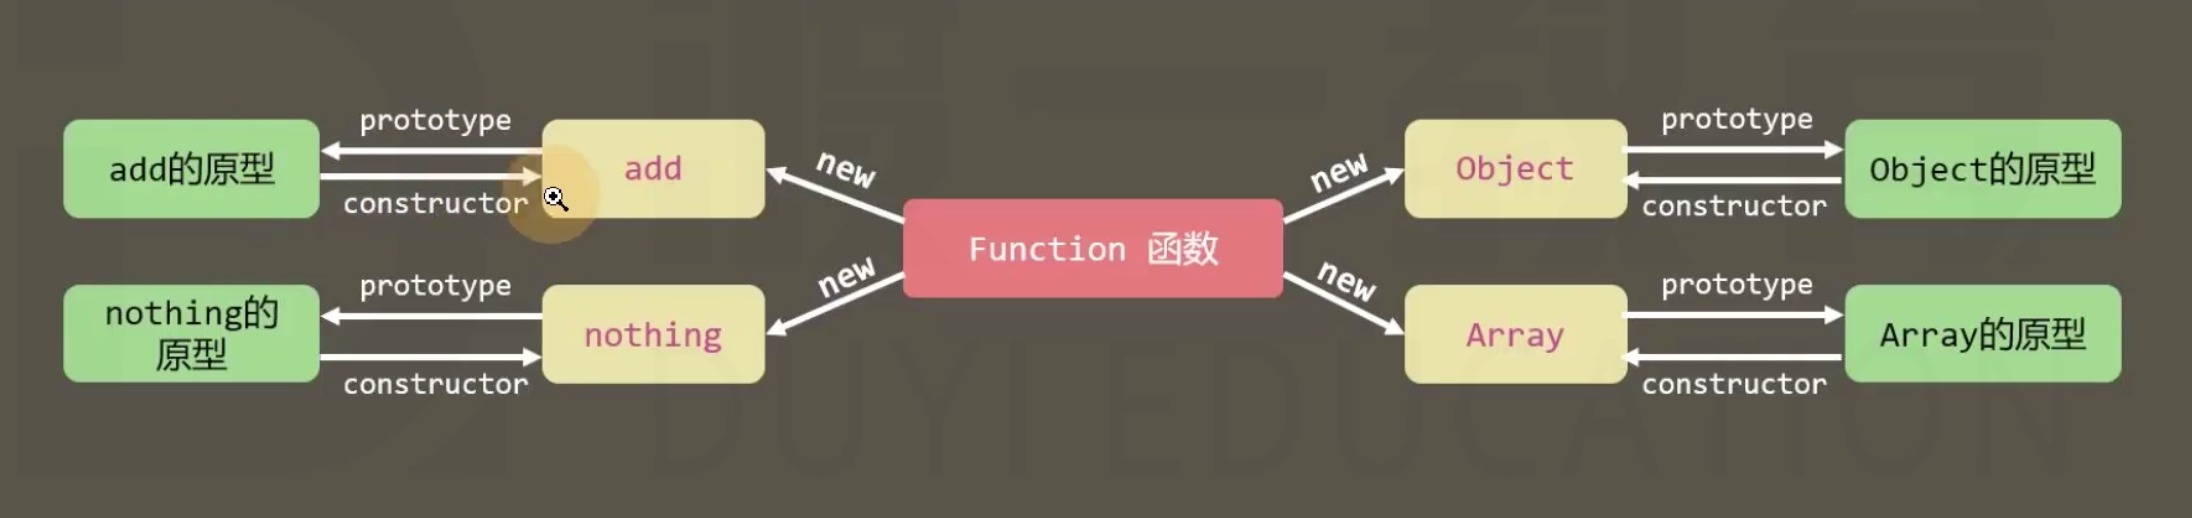 prototype
add的原型
add
constructor
new
Function 函数
new
Object
prototype
Object的原型
constructor
prototype
nothing的
原型
nothing
constructor
new
new
Array
prototype
Array的原型
constructor
DUYI EDUCATION